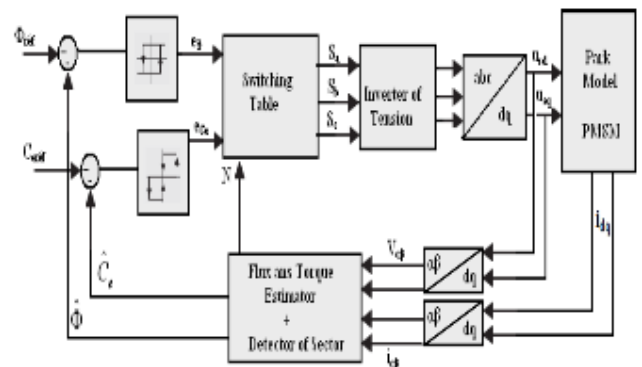 Φref
eφ
Switching
Table
Sa
Sb
Sc
Inverter of
Tension
abc
dq
usd
usq
Park
Model
PMSM
Ceref
eCe
N
idq
Ĉe
Φ̂
Flux ans Torque
Estimator
+
Detector of Sector
Vαβ
αβ
dq
αβ
dq
iαβ